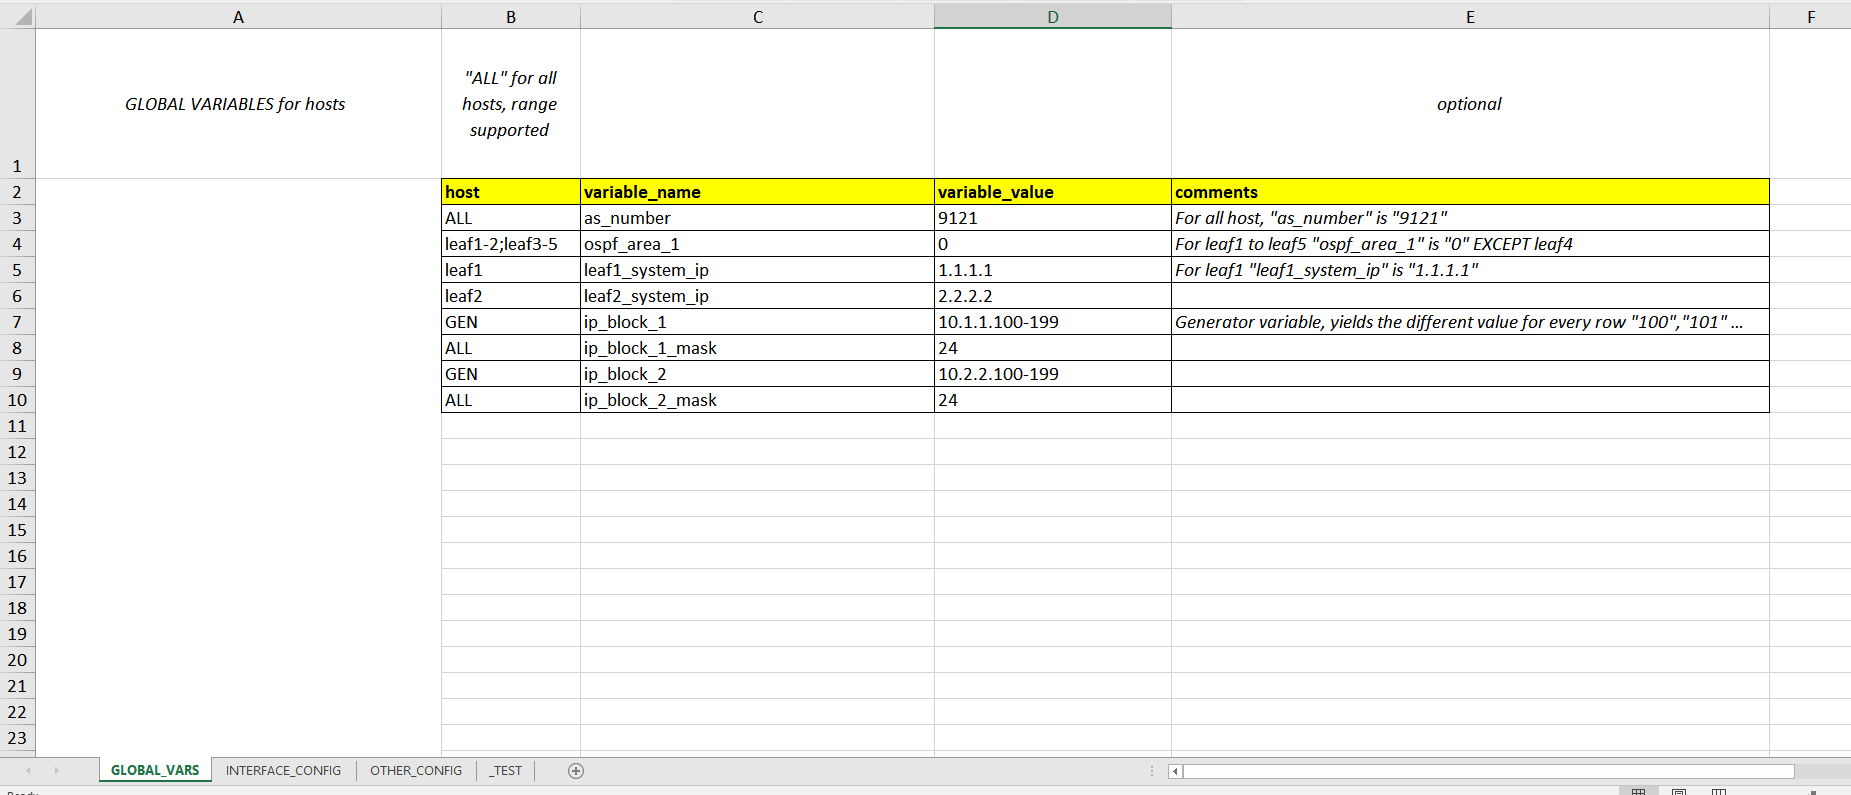 A B C D E F
1 GLOBAL VARIABLES for hosts "ALL" for all hosts, range supported optional
2 host variable_name variable_value comments
3 ALL as_number 9121 For all host, "as_number" is "9121"
4 leaf1-2;leaf3-5 ospf_area_1 0 For leaf1 to leaf5 "ospf_area_1" is "0" EXCEPT leaf4
5 leaf1 leaf1_system_ip 1.1.1.1 For leaf1 "leaf1_system_ip" is "1.1.1.1"
6 leaf2 leaf2_system_ip 2.2.2.2
7 GEN ip_block_1 10.1.1.100-199 Generator variable, yields the different value for every row "100","101" ...
8 ALL ip_block_1_mask 24
9 GEN ip_block_2 10.2.2.100-199
10 ALL ip_block_2_mask 24
11
12
13
14
15
16
17
18
19
20
21
22
23
GLOBAL_VARS INTERFACE_CONFIG OTHER_CONFIG _TEST